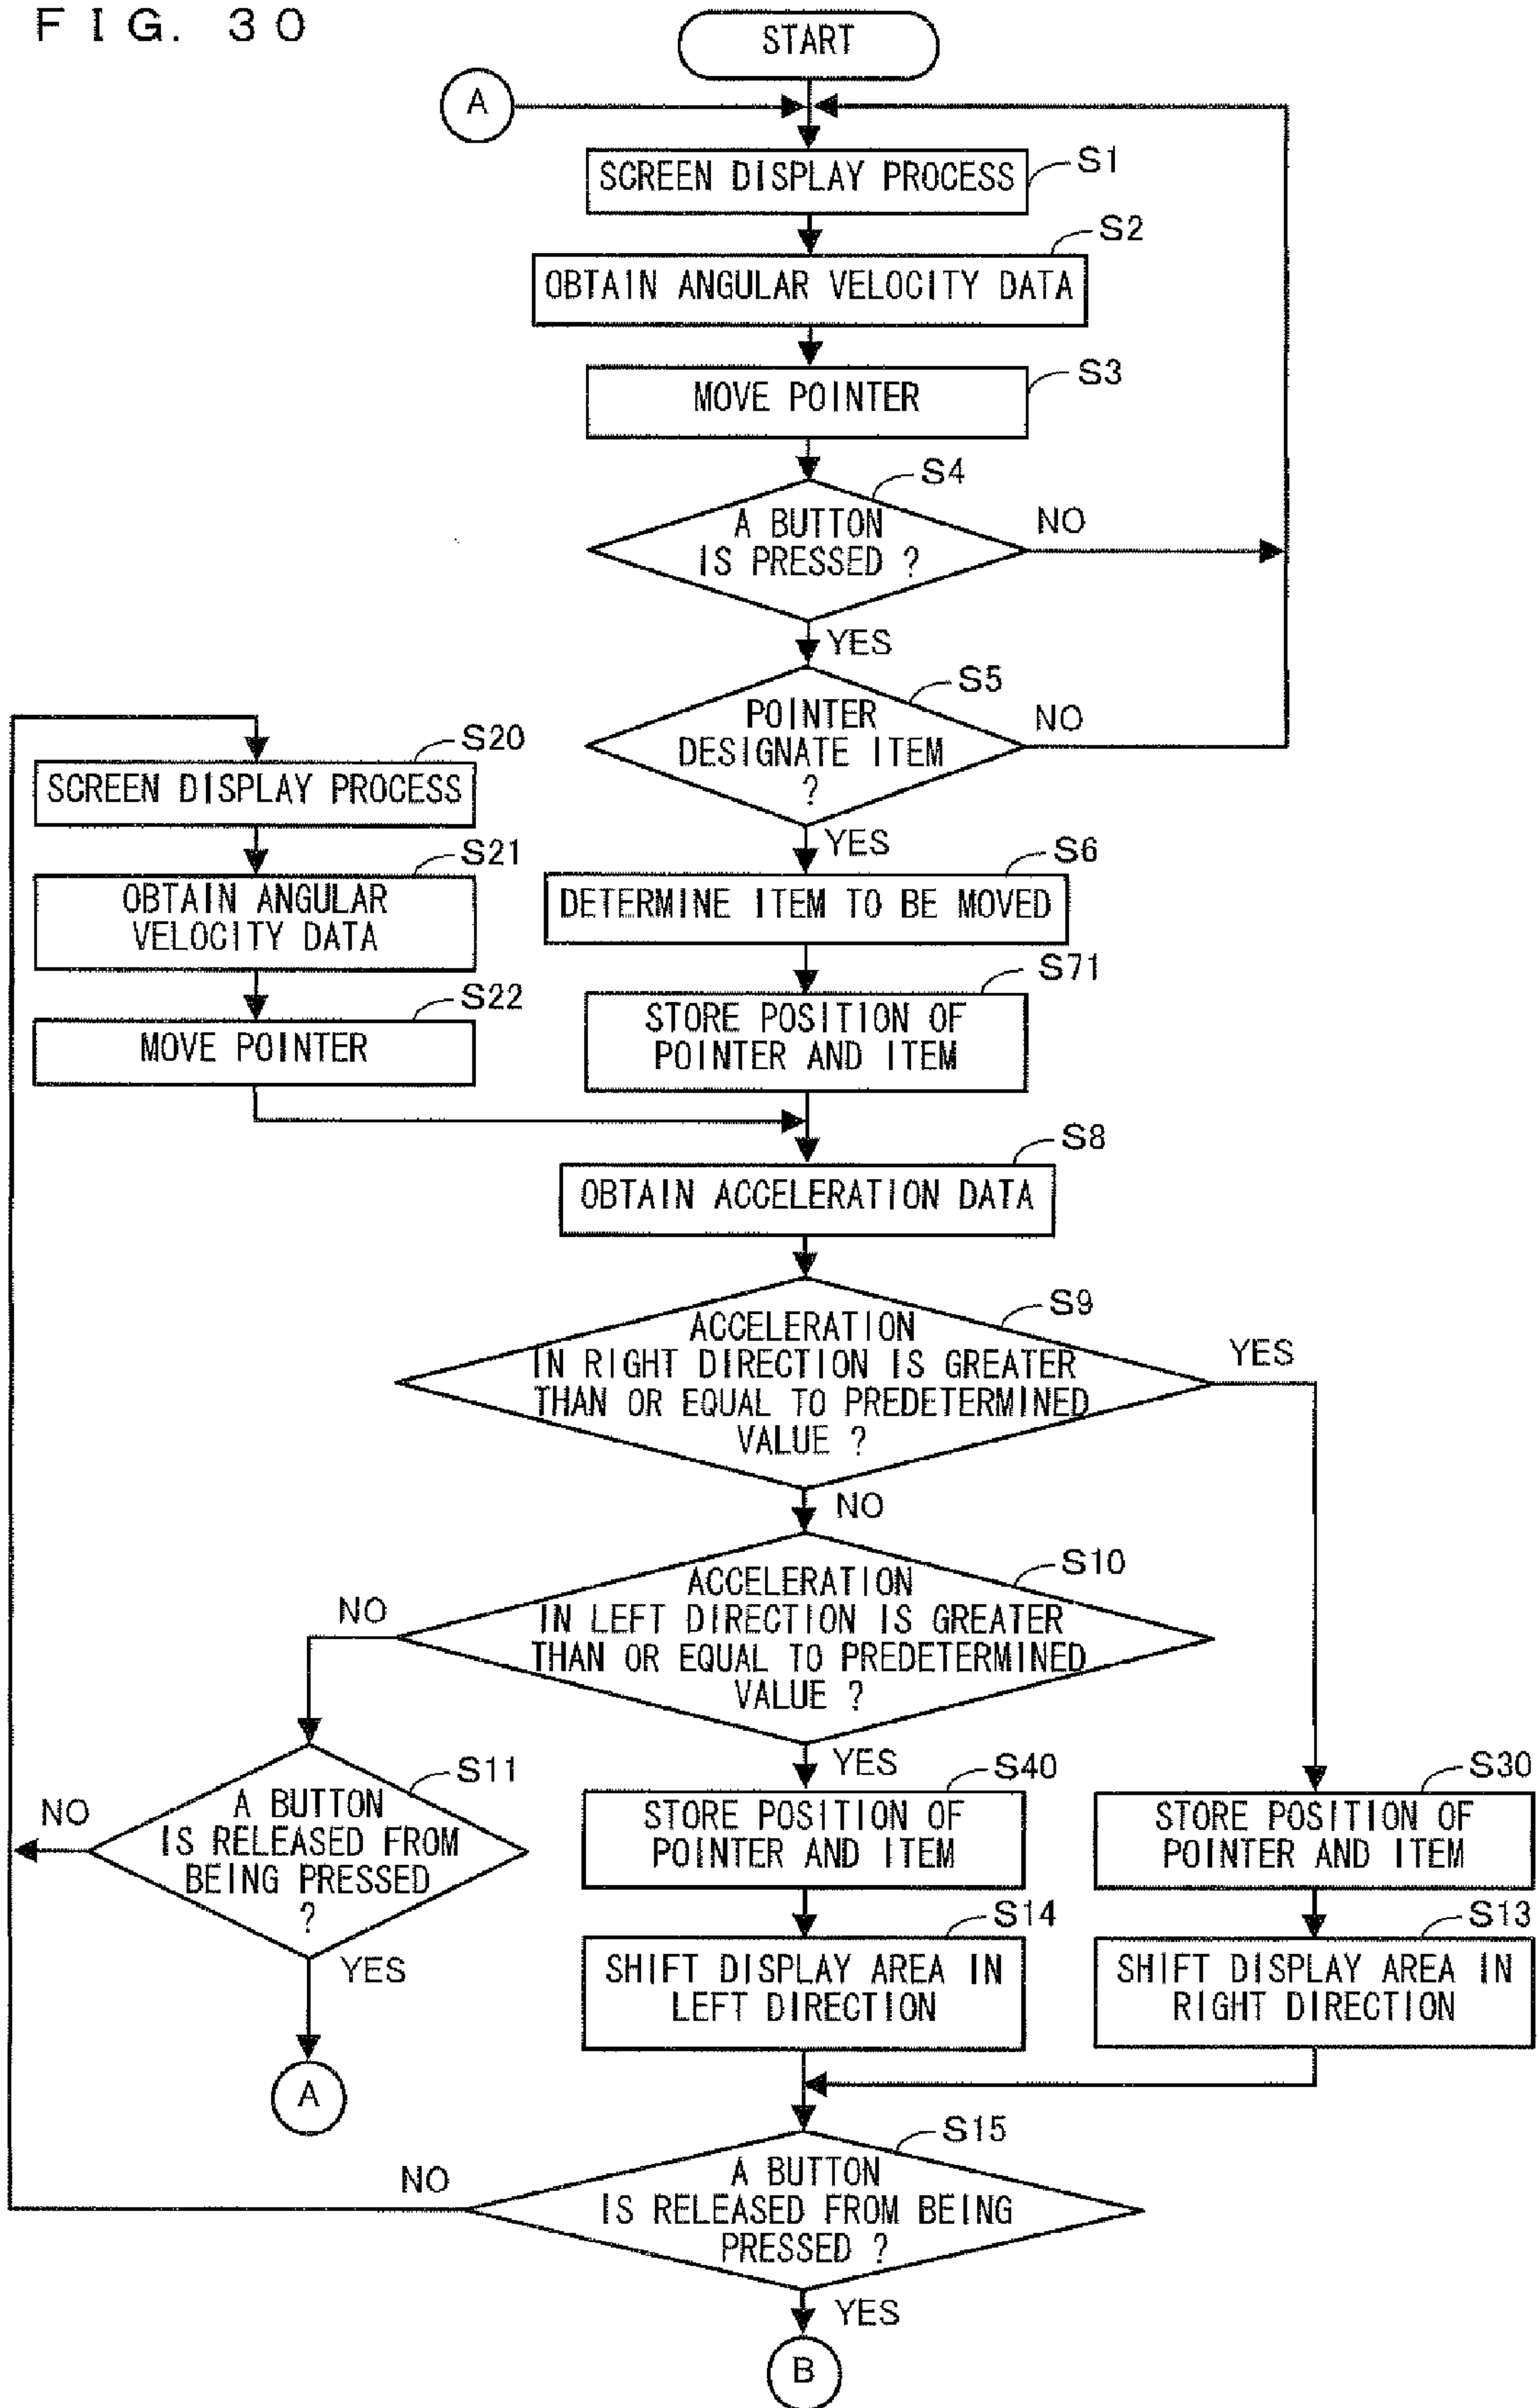 FIG. 30
START
A
SCREEN DISPLAY PROCESS
S1
S2
OBTAIN ANGULAR VELOCITY DATA
S3
MOVE POINTER
S4
A BUTTON
IS PRESSED ?
NO
YES
S5
POINTER
DESIGNATE ITEM
?
NO
YES
S20
SCREEN DISPLAY PROCESS
S21
OBTAIN ANGULAR
VELOCITY DATA
S22
MOVE POINTER
S6
DETERMINE ITEM TO BE MOVED
S71
STORE POSITION OF
POINTER AND ITEM
S8
OBTAIN ACCELERATION DATA
S9
ACCELERATION
IN RIGHT DIRECTION IS GREATER
THAN OR EQUAL TO PREDETERMINED
VALUE ?
YES
NO
S10
ACCELERATION
IN LEFT DIRECTION IS GREATER
THAN OR EQUAL TO PREDETERMINED
VALUE ?
NO
YES
S11
A BUTTON
IS RELEASED FROM
BEING PRESSED
?
NO
YES
A
S40
STORE POSITION OF
POINTER AND ITEM
S30
STORE POSITION OF
POINTER AND ITEM
S14
SHIFT DISPLAY AREA IN
LEFT DIRECTION
S13
SHIFT DISPLAY AREA IN
RIGHT DIRECTION
S15
A BUTTON
IS RELEASED FROM BEING
PRESSED ?
NO
YES
B